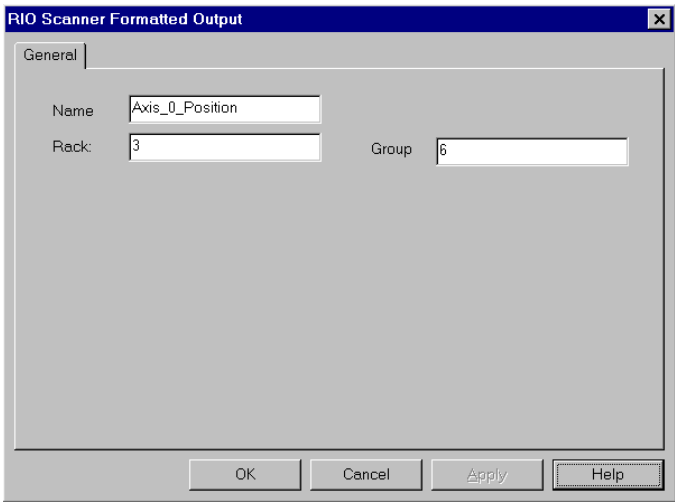 RIO Scanner Formatted Output
General
Name Axis_0_Position
Rack: 3 Group 6
OK Cancel Apply Help